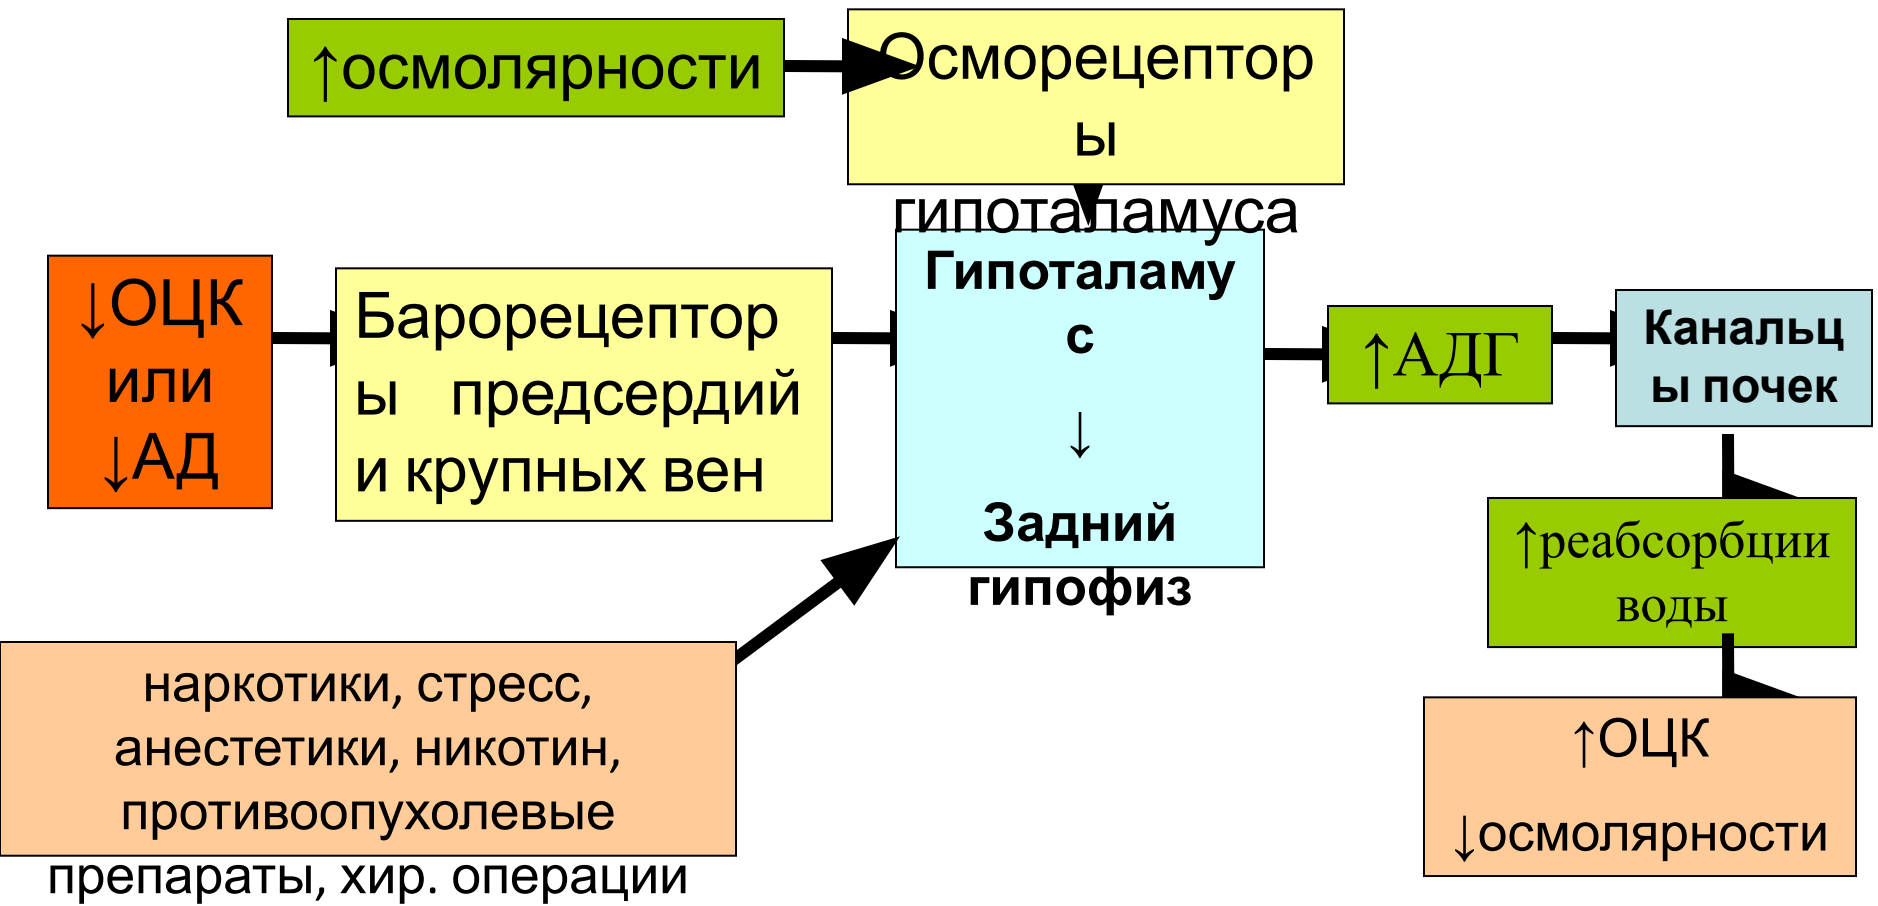 ↑осмолярности
Осморецептор
ы
гипоталамуса
↓ОЦК
или
↓АД
Барорецептор
ы предсердий
и крупных вен
Гипоталаму
с
↓
Задний
гипофиз
↑АДГ
Канальц
ы почек
↑реабсорбции
воды
наркотики, стресс,
анестетики, никотин,
противоопухолевые
препараты, хир. операции
↑ОЦК
↓осмолярности